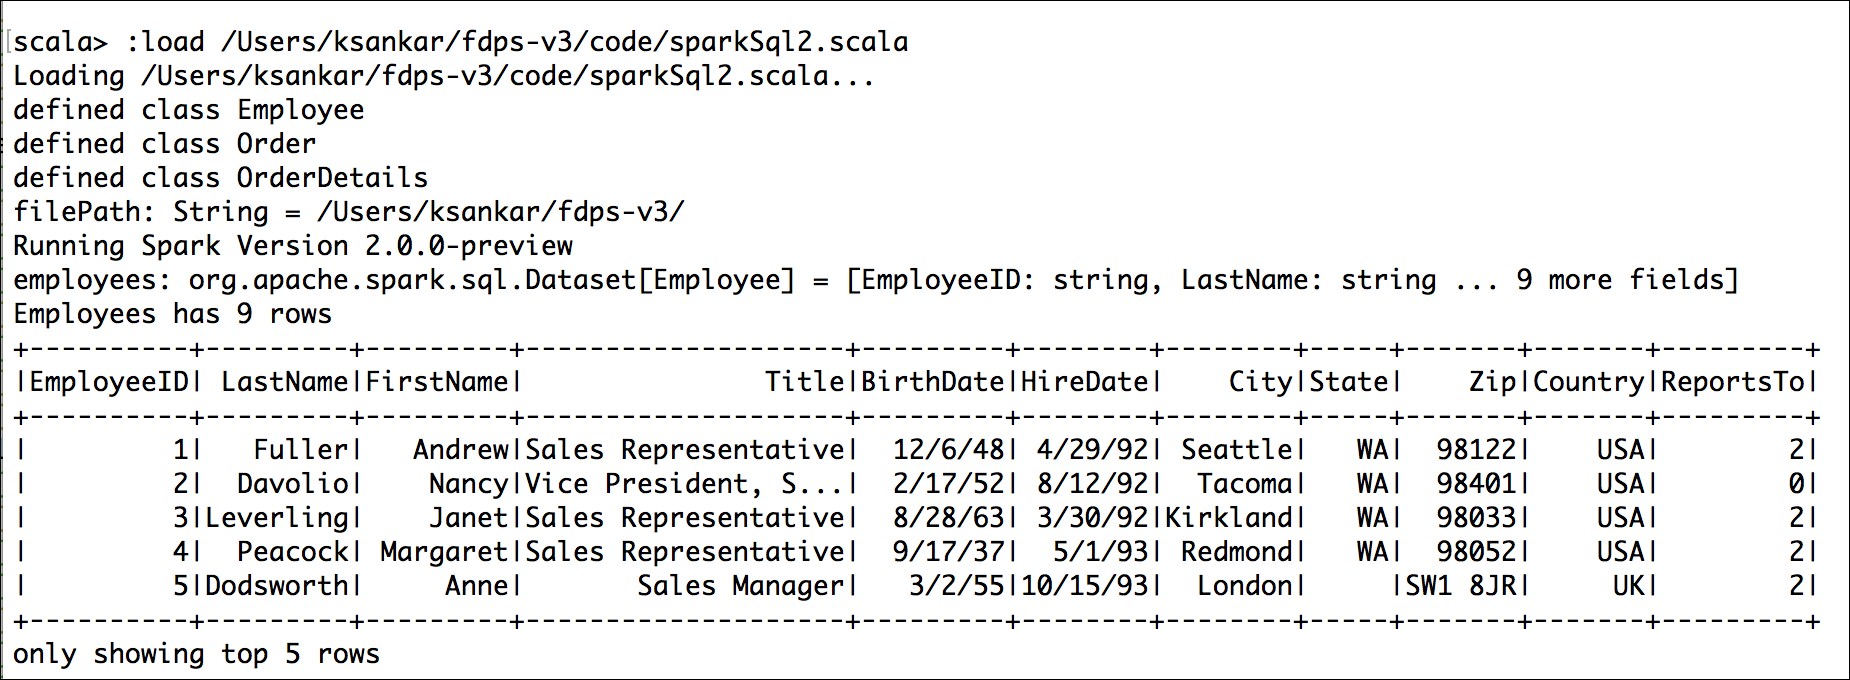 scala> :load /Users/ksankar/fdps-v3/code/sparkSql2.scala
Loading /Users/ksankar/fdps-v3/code/sparkSql2.scala...
defined class Employee
defined class Order
defined class OrderDetails
filePath: String = /Users/ksankar/fdps-v3/
Running Spark Version 2.0.0-preview
employees: org.apache.spark.sql.Dataset[Employee] = [EmployeeID: string, LastName: string ... 9 more fields]
Employees has 9 rows
+----------+---------+---------+--------------------+---------+--------+--------+-----+-------+-------+---------+
|EmployeeID| LastName|FirstName|               Title|BirthDate|HireDate|    City|State|    Zip|Country|ReportsTo|
+----------+---------+---------+--------------------+---------+--------+--------+-----+-------+-------+---------+
|         1|   Fuller|   Andrew|Sales Representative|  12/6/48| 4/29/92| Seattle|   WA|  98122|    USA|        2|
|         2|  Davolio|    Nancy|Vice President, S...|  2/17/52| 8/12/92|  Tacoma|   WA|  98401|    USA|        0|
|         3|Leverling|    Janet|Sales Representative|  8/28/63| 3/30/92|Kirkland|   WA|  98033|    USA|        2|
|         4|  Peacock| Margaret|Sales Representative|  9/17/37|  5/1/93| Redmond|   WA|  98052|    USA|        2|
|         5|Dodsworth|     Anne|       Sales Manager|   3/2/55|10/15/93|  London|     |SW1 8JR|     UK|        2|
+----------+---------+---------+--------------------+---------+--------+--------+-----+-------+-------+---------+
only showing top 5 rows